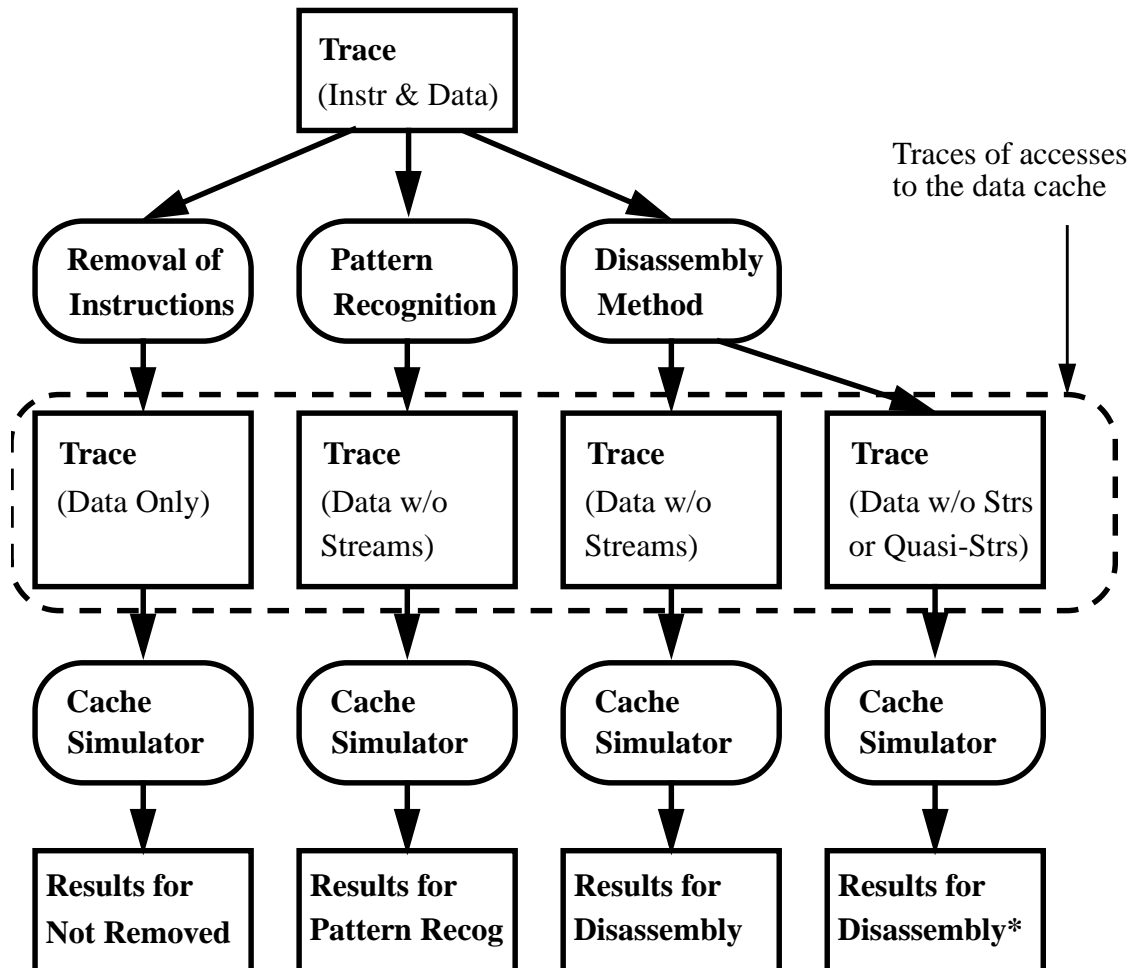 Trace
(Instr & Data)
Traces of accesses
to the data cache
Removal of
Instructions
Pattern
Recognition
Disassembly
Method
Trace
(Data Only)
Trace
(Data w/o
Streams)
Trace
(Data w/o
Streams)
Trace
(Data w/o Strs
or Quasi-Strs)
Cache
Simulator
Cache
Simulator
Cache
Simulator
Cache
Simulator
Results for
Not Removed
Results for
Pattern Recog
Results for
Disassembly
Results for
Disassembly*